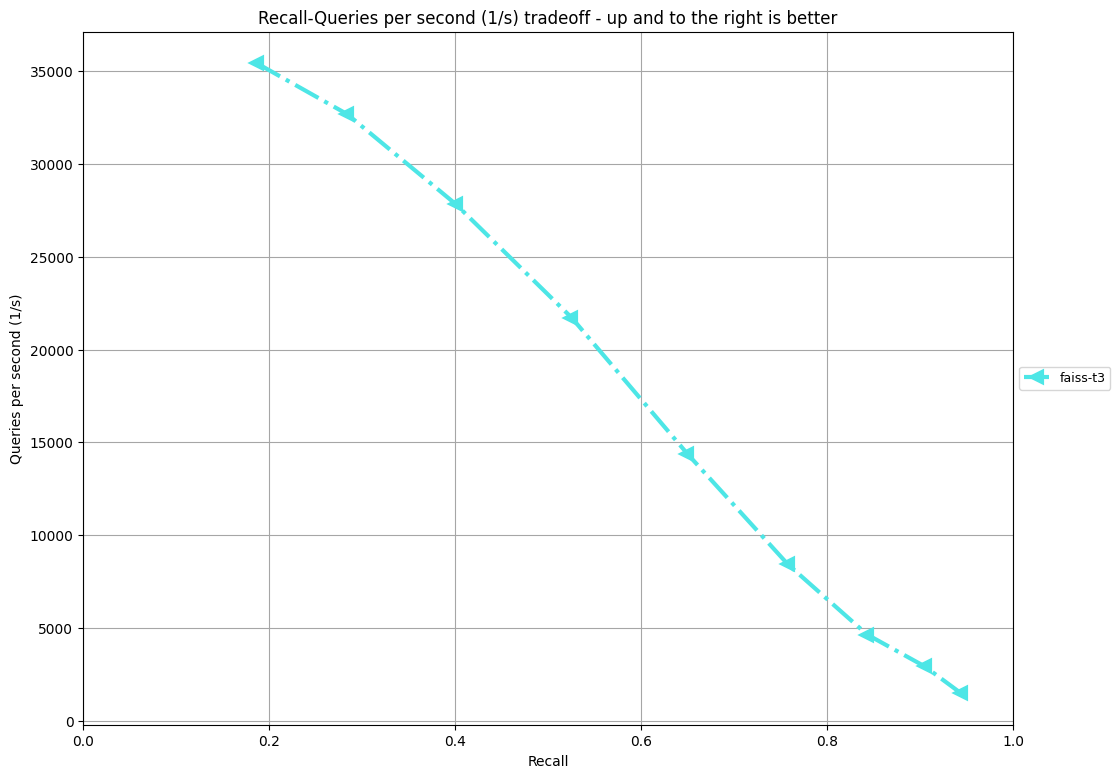 Recall-Queries per second (1/s) tradeoff - up and to the right is better
Queries per second (1/s)
35000
30000
25000
20000
15000
10000
5000
0
0.0 0.2 0.4 0.6 0.8 1.0
Recall
faiss-t3